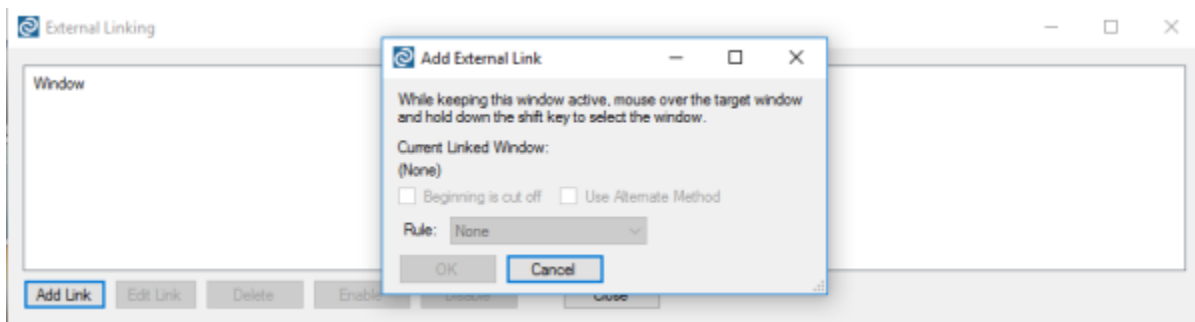 External Linking
Add External Link
Window
While keeping this window active, mouse over the target window
and hold down the shift key to select the window.
Current Linked Window:
(None)
Beginning is cut off Use Alternate Method
Rule: None
OK Cancel
Add Link Edit Link Delete Enable Disable Close